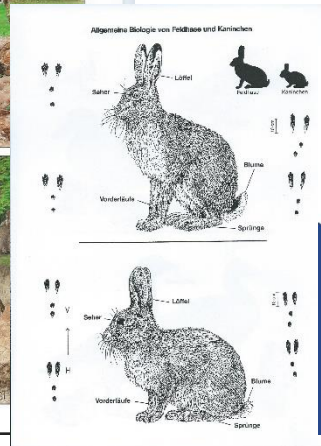 Allgemeine Biologie von Feldhase und Kaninchen
Löffel
Seher
Feldhase
Kaninchen
Blume
Vorderläufe
Sprünge
Löffel
V
Seher
H
Blume
Vorderläufe
Sprünge